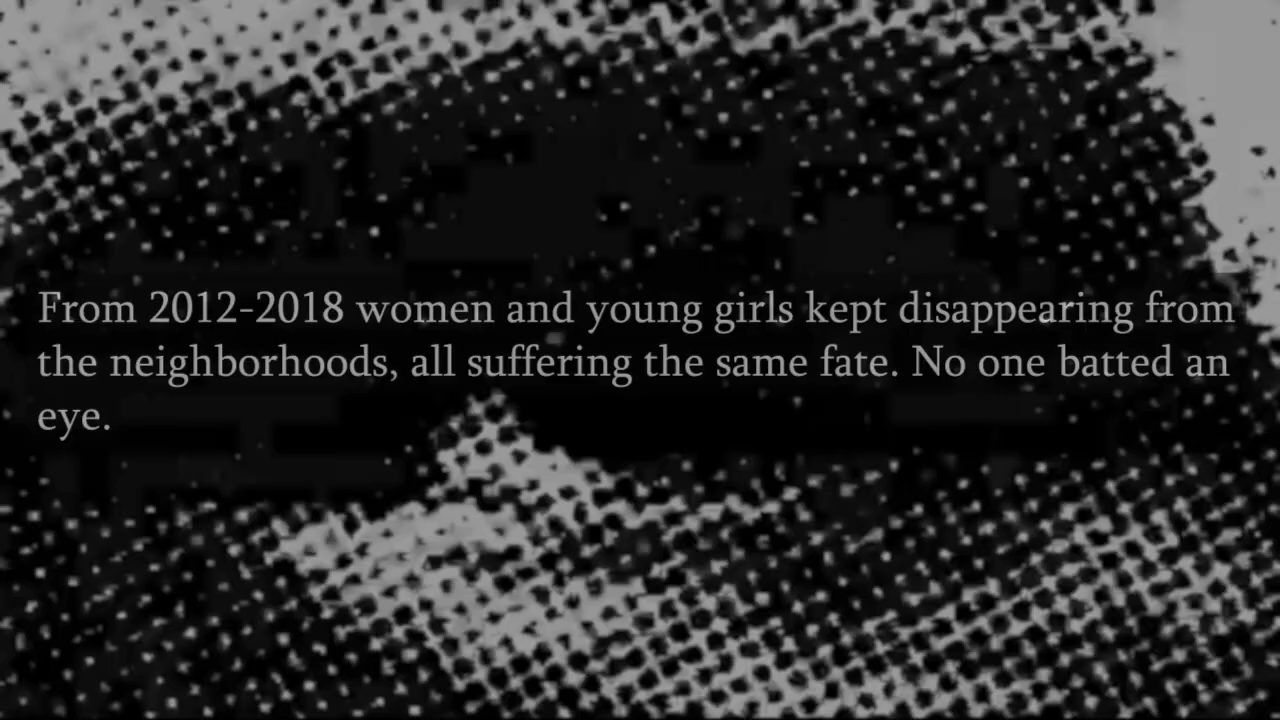 From 2012-2018 women and young girls kept disappearing from
the neighborhoods, all suffering the same fate. No one batted an
eye.